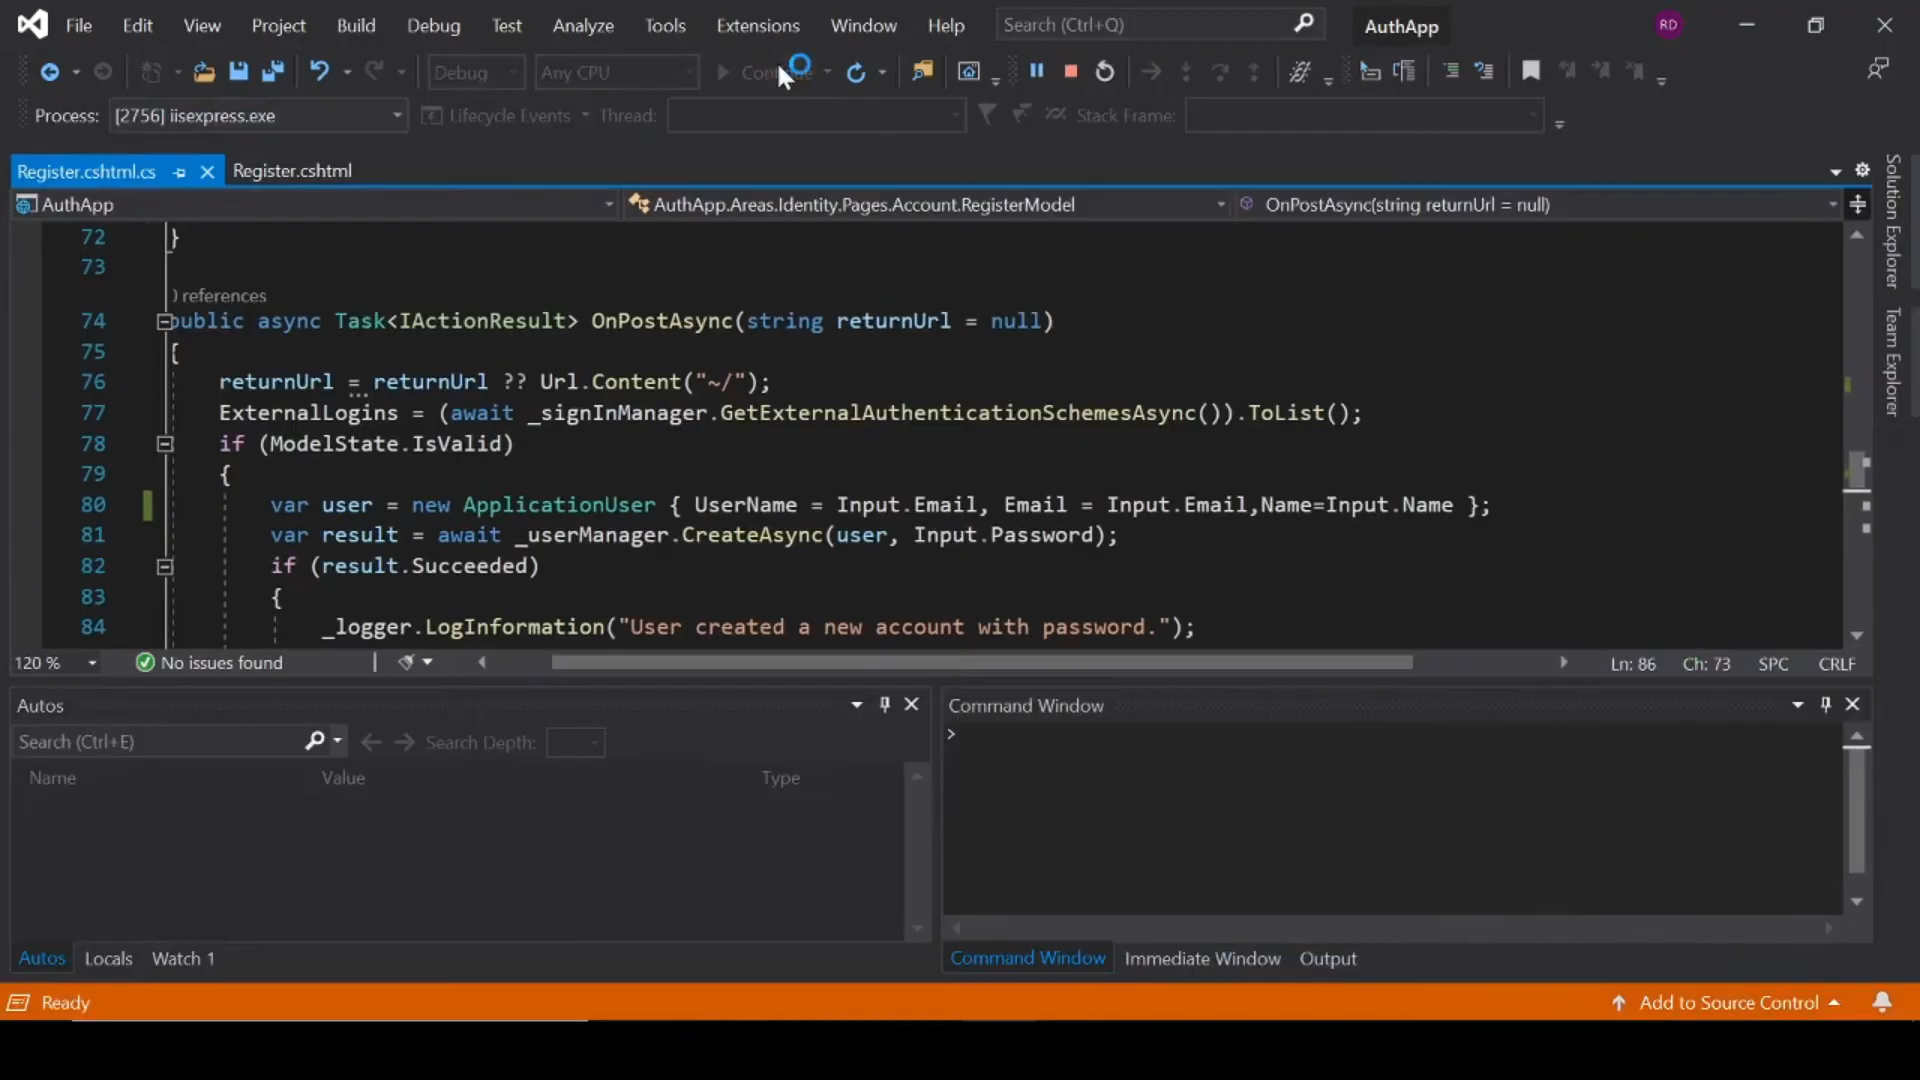 File Edit View Project Build Debug Test Analyze Tools Extensions Window Help Search (Ctrl+Q) AuthApp RD
Debug Any CPU
Process: [2756] iisexpress.exe Lifecycle Events Thread: Stack Frame:
Register.cshtml.cs Register.cshtml
AuthApp AuthApp.Areas.Identity.Pages.Account.RegisterModel OnPostAsync(string returnUrl = null)
72 }
73
) references
74 public async Task<IActionResult> OnPostAsync(string returnUrl = null)
75 {
76 returnUrl = returnUrl ?? Url.Content("~/");
77 ExternalLogins = (await _signInManager.GetExternalAuthenticationSchemesAsync()).ToList();
78 if (ModelState.IsValid)
79 {
80 var user = new ApplicationUser { UserName = Input.Email, Email = Input.Email,Name=Input.Name };
81 var result = await _userManager.CreateAsync(user, Input.Password);
82 if (result.Succeeded)
83 {
84 _logger.LogInformation("User created a new account with password.");
120 % No issues found Ln: 86 Ch: 73 SPC CRLF
Solution Explorer
Team Explorer
Autos
Search (Ctrl+E) Search Depth:
Name Value Type
Autos Locals Watch 1
Command Window
>
Command Window Immediate Window Output
Ready Add to Source Control